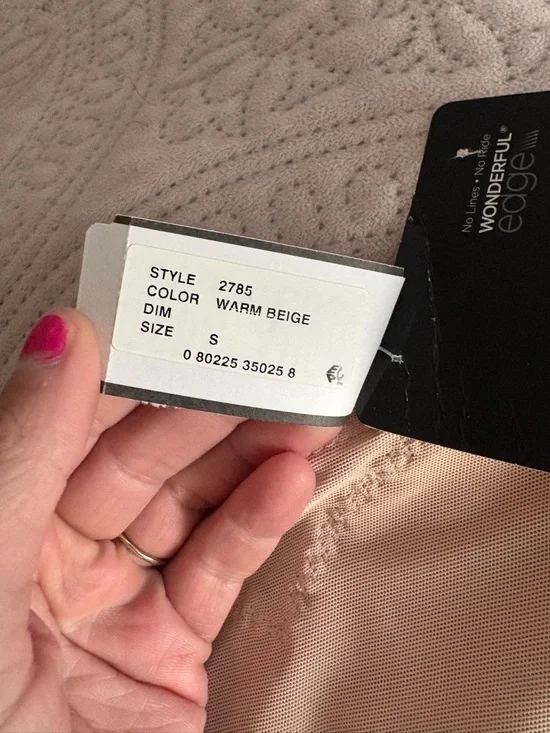 STYLE 2785
COLOR WARM BEIGE
DIM
SIZE S
0 80225 35025 8
No Lines • No Ride
WONDERFUL®
edge